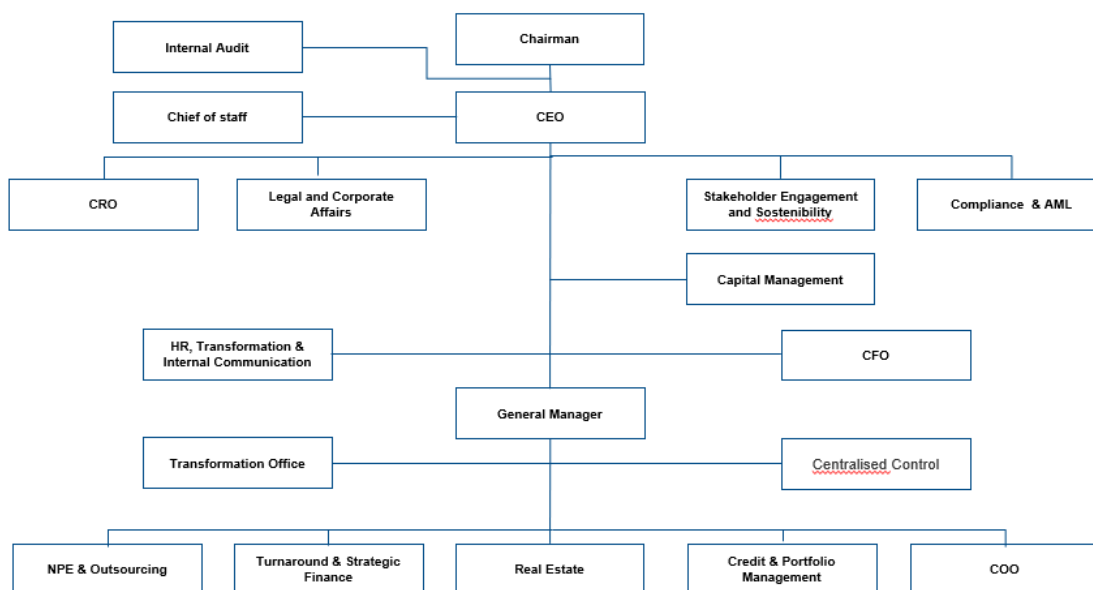 Chairman
Internal Audit
Chief of staff
CEO
CRO
Legal and Corporate
Affairs
Stakeholder Engagement
and Sostenibility
Compliance & AML
Capital Management
HR, Transformation &
Internal Communication
CFO
General Manager
Transformation Office
Centralised Control
NPE & Outsourcing
Turnaround & Strategic
Finance
Real Estate
Credit & Portfolio
Management
COO